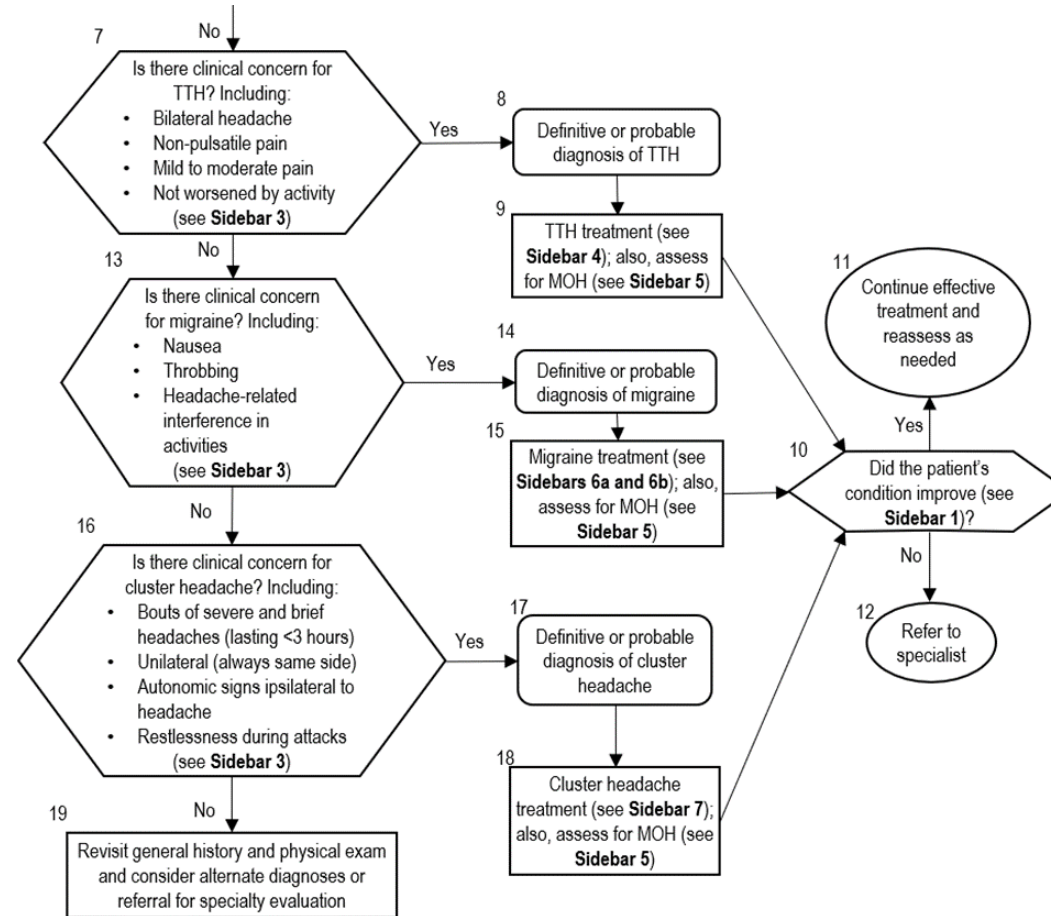 No
7
Is there clinical concern for
TTH? Including:
• Bilateral headache
• Non-pulsatile pain
• Mild to moderate pain
• Not worsened by activity
(see Sidebar 3)
Yes
8
Definitive or probable
diagnosis of TTH
9
TTH treatment (see
Sidebar 4); also, assess
for MOH (see Sidebar 5)
No
13
Is there clinical concern
for migraine? Including:
• Nausea
• Throbbing
• Headache-related
interference in
activities
(see Sidebar 3)
Yes
14
Definitive or probable
diagnosis of migraine
15
Migraine treatment (see
Sidebars 6a and 6b); also,
assess for MOH (see
Sidebar 5)
11
Continue effective
treatment and
reassess as
needed
Yes
10
Did the patient's
condition improve (see
Sidebar 1)?
No
12
Refer to
specialist
No
16
Is there clinical concern for
cluster headache? Including:
• Bouts of severe and brief
headaches (lasting <3 hours)
• Unilateral (always same side)
• Autonomic signs ipsilateral to
headache
• Restlessness during attacks
(see Sidebar 3)
Yes
17
Definitive or probable
diagnosis of cluster
headache
18
Cluster headache
treatment (see Sidebar 7);
also, assess for MOH (see
Sidebar 5)
No
19
Revisit general history and physical exam
and consider alternate diagnoses or
referral for specialty evaluation